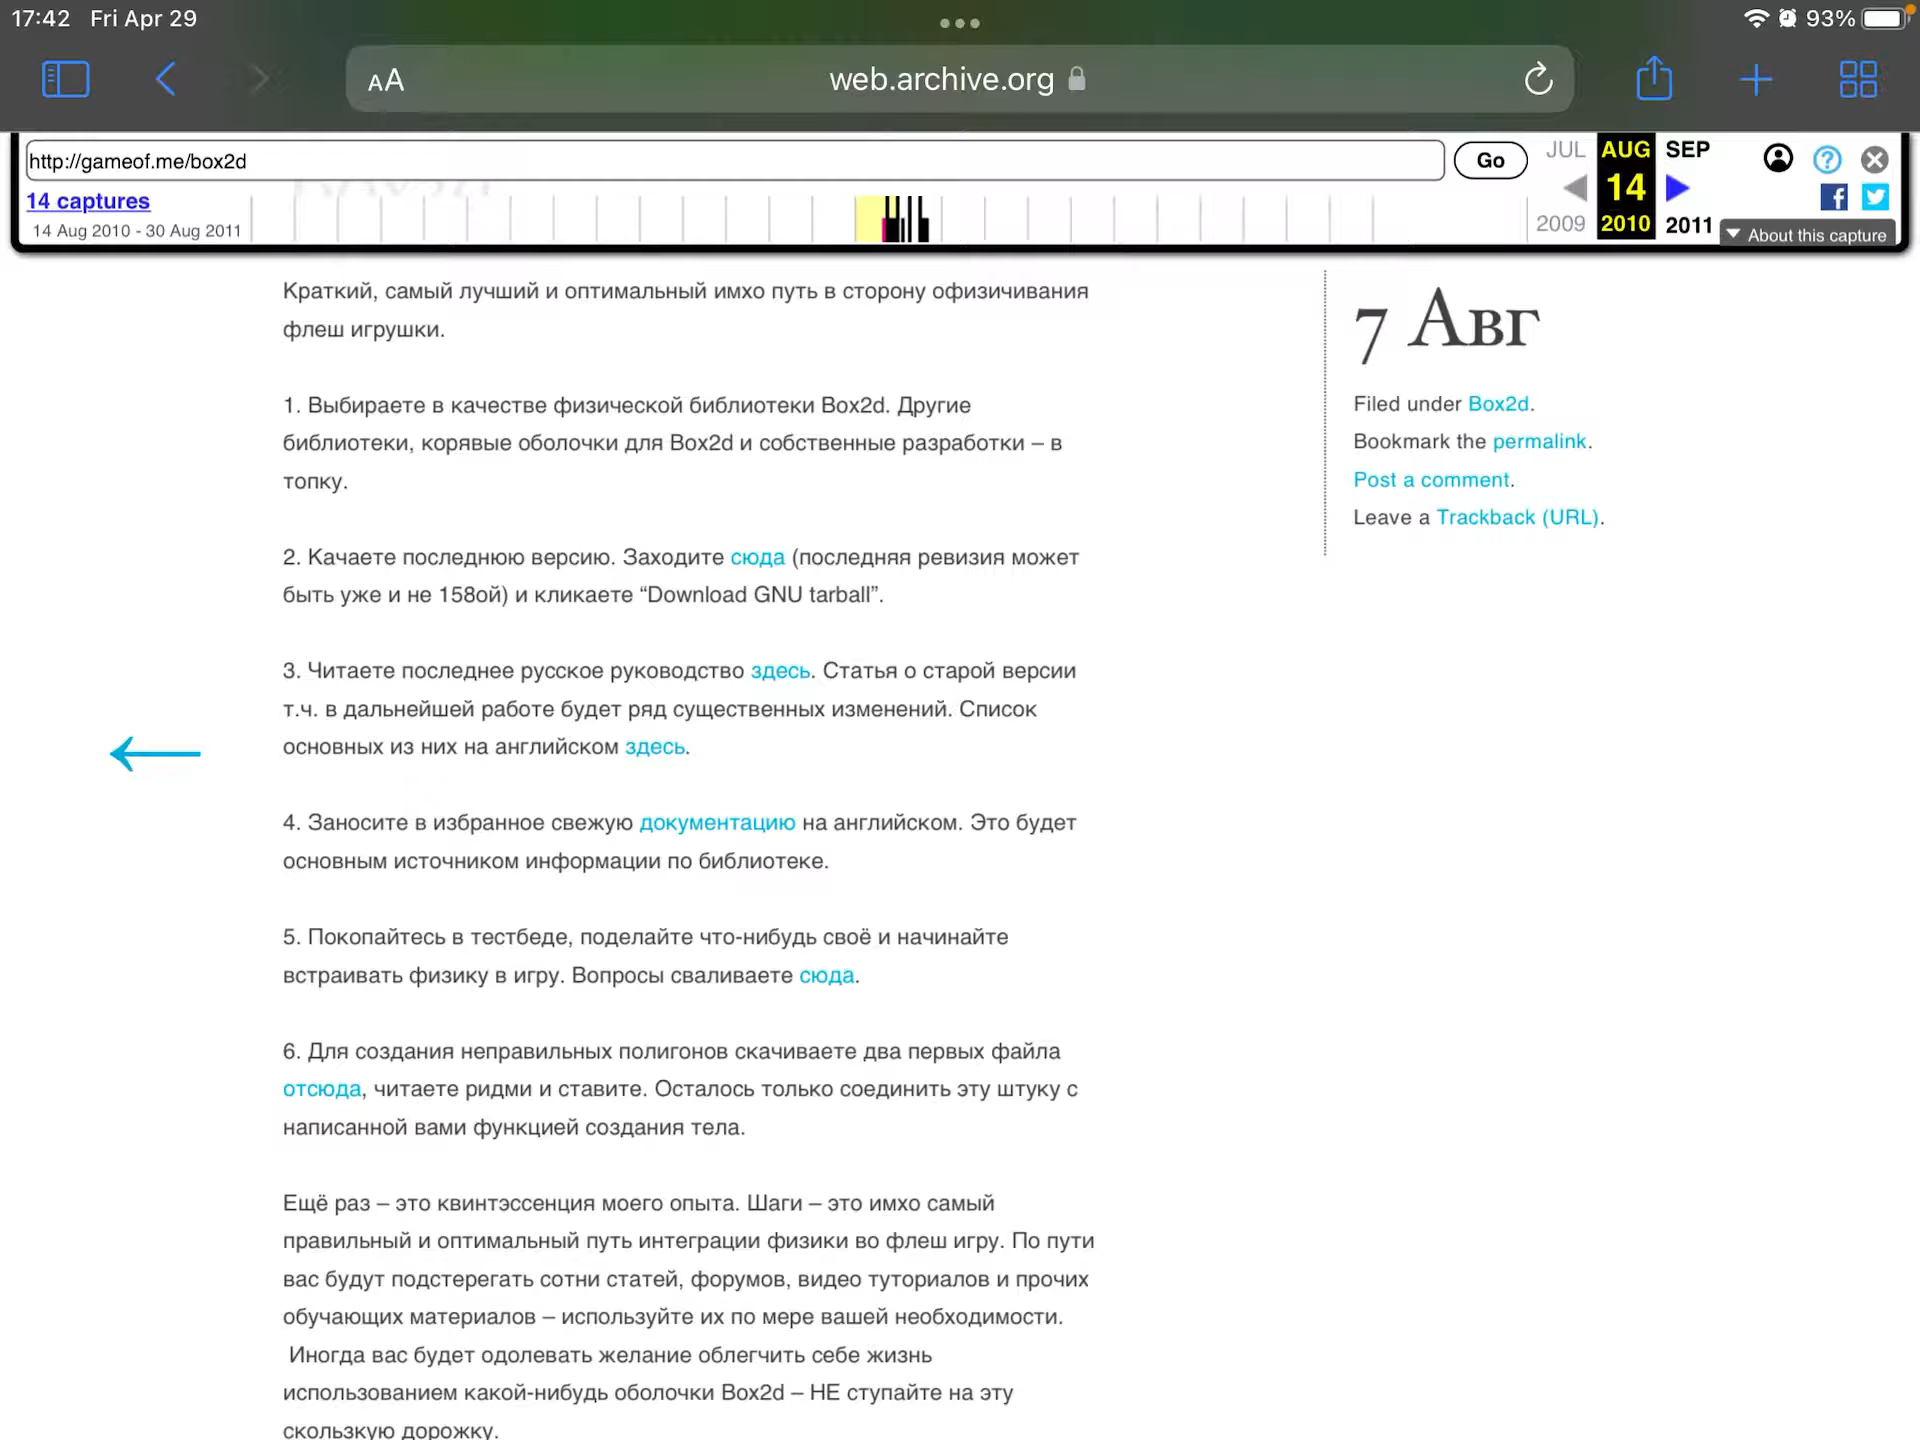 17:42 Fri Apr 29
93%
AA
web.archive.org
http://gameof.me/box2d
Go
JUL
AUG
SEP
14 captures
14
14 Aug 2010 - 30 Aug 2011
2009
2010
2011
About this capture
Краткий, самый лучший и оптимальный имхо путь в сторону офизичивания
флеш игрушки.
1. Выбираете в качестве физической библиотеки Box2d. Другие
библиотеки, корявые оболочки для Box2d и собственные разработки – в
топку.
2. Качаете последнюю версию. Заходите сюда (последняя ревизия может
быть уже и не 158ой) и кликаете “Download GNU tarball”.
3. Читаете последнее русское руководство здесь. Статья о старой версии
т.ч. в дальнейшей работе будет ряд существенных изменений. Список
основных из них на английском здесь.
4. Заносите в избранное свежую документацию на английском. Это будет
основным источником информации по библиотеке.
5. Покопайтесь в тестбеде, поделайте что-нибудь своё и начинайте
встраивать физику в игру. Вопросы сваливаете сюда.
6. Для создания неправильных полигонов скачиваете два первых файла
отсюда, читаете ридми и ставите. Осталось только соединить эту штуку с
написанной вами функцией создания тела.
Ещё раз – это квинтэссенция моего опыта. Шаги – это имхо самый
правильный и оптимальный путь интеграции физики во флеш игру. По пути
вас будут подстерегать сотни статей, форумов, видео туториалов и прочих
обучающих материалов – используйте их по мере вашей необходимости.
Иногда вас будет одолевать желание облегчить себе жизнь
использованием какой-нибудь оболочки Box2d – НЕ ступайте на эту
скользкую дорожку.
7 Авг
Filed under Box2d.
Bookmark the permalink.
Post a comment.
Leave a Trackback (URL).